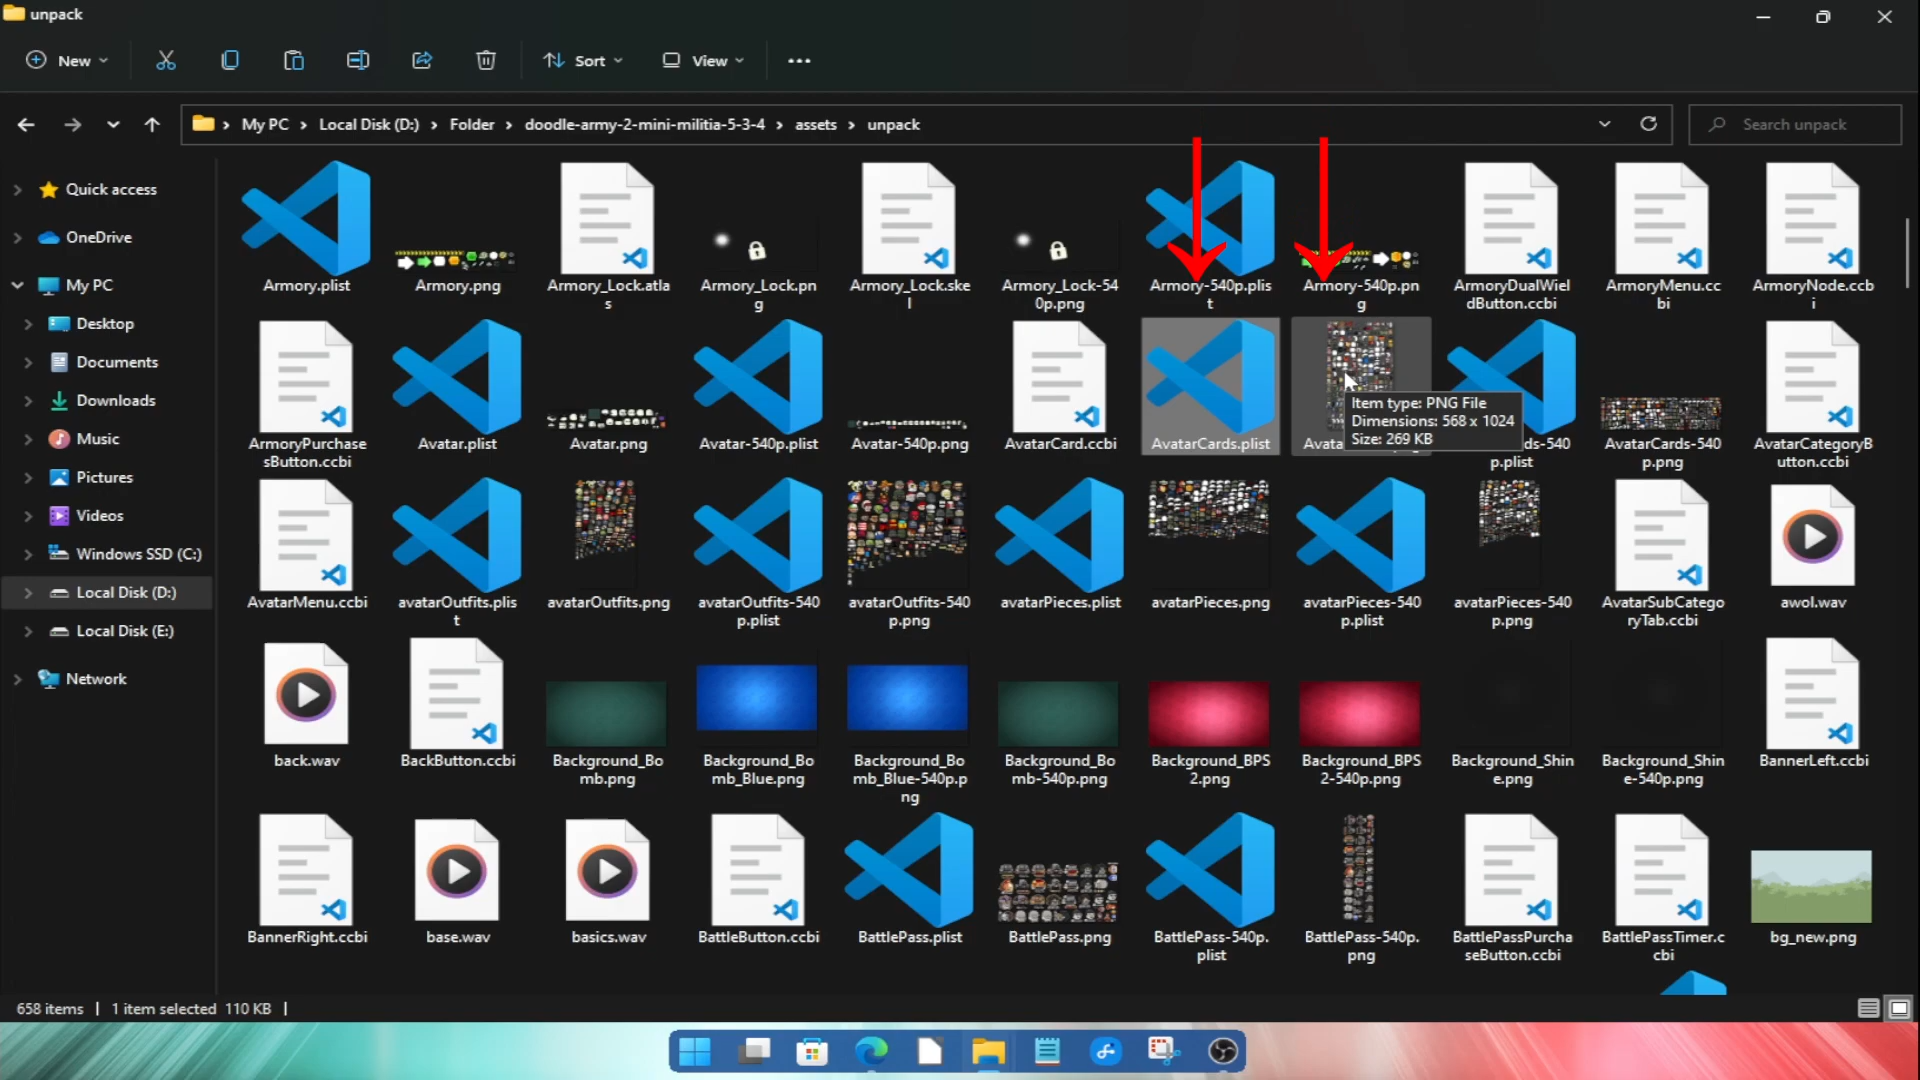 unpack
New
Sort
View
My PC
Local Disk (D:)
Folder
doodle-army-2-mini-militia-5-3-4
assets
unpack
Search unpack
Quick access
OneDrive
My PC
Desktop
Documents
Downloads
Music
Pictures
Videos
Windows SSD (C:)
Local Disk (D:)
Local Disk (E:)
Network
Armory.plist
Armory.png
Armory_Lock.atla
s
Armory_Lock.pn
g
Armory_Lock.ske
l
Armory_Lock-54
0p.png
Armory-540p.plis
t
Armory-540p.pn
g
ArmoryDualWiel
dButton.ccbi
ArmoryMenu.cc
bi
ArmoryNode.ccb
i
ArmoryPurchase
sButton.ccbi
Avatar.plist
Avatar.png
Avatar-540p.plist
Avatar-540p.png
AvatarCard.ccbi
AvatarCards.plist
Avata
Item type: PNG File
Dimensions: 568 x 1024
Size: 269 KB
ds-540
p.plist
AvatarCards-540
p.png
AvatarCategoryB
utton.ccbi
AvatarMenu.ccbi
avatarOutfits.plis
t
avatarOutfits.png
avatarOutfits-540
p.plist
avatarOutfits-540
p.png
avatarPieces.plist
avatarPieces.png
avatarPieces-540
p.plist
avatarPieces-540
p.png
AvatarSubCatego
ryTab.ccbi
awol.wav
back.wav
BackButton.ccbi
Background_Bo
mb.png
Background_Bo
mb_Blue.png
Background_Bo
mb_Blue-540p.p
ng
Background_Bo
mb-540p.png
Background_BPS
2.png
Background_BPS
2-540p.png
Background_Shin
e.png
Background_Shin
e-540p.png
BannerLeft.ccbi
BannerRight.ccbi
base.wav
basics.wav
BattleButton.ccbi
BattlePass.plist
BattlePass.png
BattlePass-540p.
plist
BattlePass-540p.
png
BattlePassPurcha
seButton.ccbi
BattlePassTimer.c
cbi
bg_new.png
658 items
1 item selected 110 KB